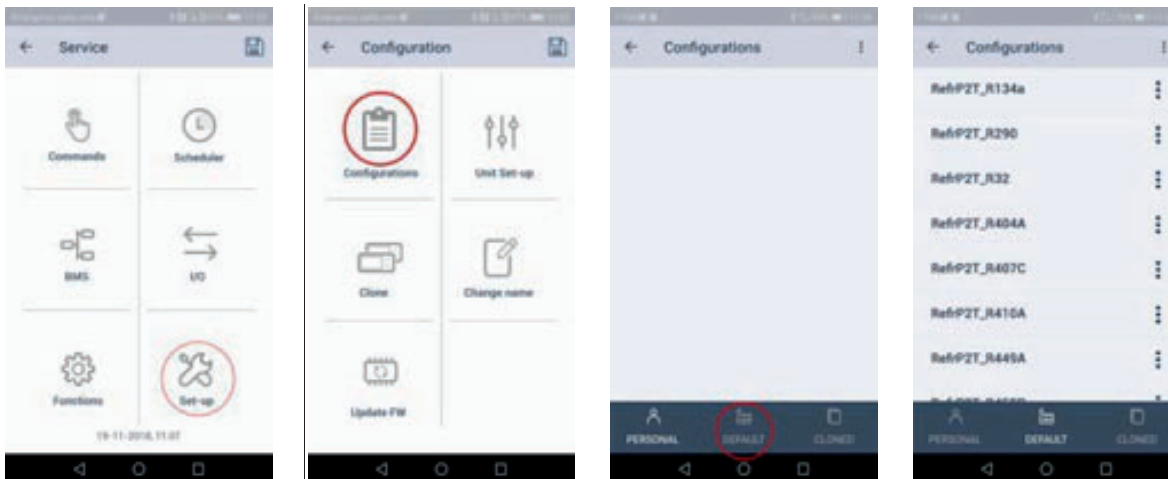 Service
Commands
Scheduler
BMS
I/O
Functions
Set-up
19-11-2018, 11:07
Configuration
Configurations
Unit Set-up
Clone
Change name
Update FW
Configurations
PERSONAL
DEFAULT
CLONED
Configurations
RefrP2T_R134a
RefrP2T_R290
RefrP2T_R32
RefrP2T_R404A
RefrP2T_R407C
RefrP2T_R410A
RefrP2T_R449A
PERSONAL
DEFAULT
CLONED